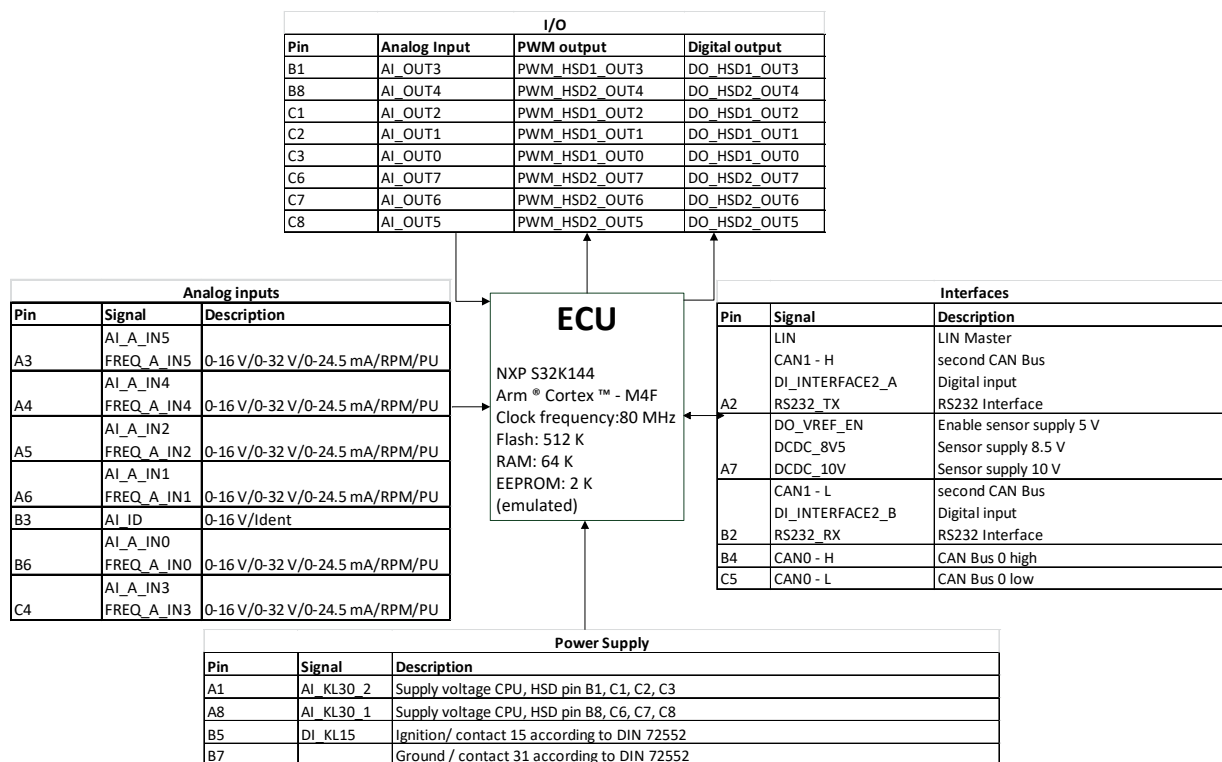 I/O
Pin Analog Input PWM output Digital output
B1 AI_OUT3 PWM_HSD1_OUT3 DO_HSD1_OUT3
B8 AI_OUT4 PWM_HSD2_OUT4 DO_HSD2_OUT4
C1 AI_OUT2 PWM_HSD1_OUT2 DO_HSD1_OUT2
C2 AI_OUT1 PWM_HSD1_OUT1 DO_HSD1_OUT1
C3 AI_OUT0 PWM_HSD1_OUT0 DO_HSD1_OUT0
C6 AI_OUT7 PWM_HSD2_OUT7 DO_HSD2_OUT7
C7 AI_OUT6 PWM_HSD2_OUT6 DO_HSD2_OUT6
C8 AI_OUT5 PWM_HSD2_OUT5 DO_HSD2_OUT5
Analog inputs
Pin Signal Description
AI_A_IN5
A3 FREQ_A_IN5 0-16 V/0-32 V/0-24.5 mA/RPM/PU
AI_A_IN4
A4 FREQ_A_IN4 0-16 V/0-32 V/0-24.5 mA/RPM/PU
AI_A_IN2
A5 FREQ_A_IN2 0-16 V/0-32 V/0-24.5 mA/RPM/PU
AI_A_IN1
A6 FREQ_A_IN1 0-16 V/0-32 V/0-24.5 mA/RPM/PU
B3 AI_ID 0-16 V/Ident
AI_A_IN0
B6 FREQ_A_IN0 0-16 V/0-32 V/0-24.5 mA/RPM/PU
AI_A_IN3
C4 FREQ_A_IN3 0-16 V/0-32 V/0-24.5 mA/RPM/PU
ECU
NXP S32K144
Arm ® Cortex ™ - M4F
Clock frequency:80 MHz
Flash: 512 K
RAM: 64 K
EEPROM: 2 K
(emulated)
Interfaces
Pin Signal Description
LIN LIN Master
CAN1 - H second CAN Bus
DI_INTERFACE2_A Digital input
A2 RS232_TX RS232 Interface
DO_VREF_EN Enable sensor supply 5 V
DCDC_8V5 Sensor supply 8.5 V
A7 DCDC_10V Sensor supply 10 V
CAN1 - L second CAN Bus
DI_INTERFACE2_B Digital input
B2 RS232_RX RS232 Interface
B4 CAN0 - H CAN Bus 0 high
C5 CAN0 - L CAN Bus 0 low
Power Supply
Pin Signal Description
A1 AI_KL30_2 Supply voltage CPU, HSD pin B1, C1, C2, C3
A8 AI_KL30_1 Supply voltage CPU, HSD pin B8, C6, C7, C8
B5 DI_KL15 Ignition/ contact 15 according to DIN 72552
B7 Ground / contact 31 according to DIN 72552